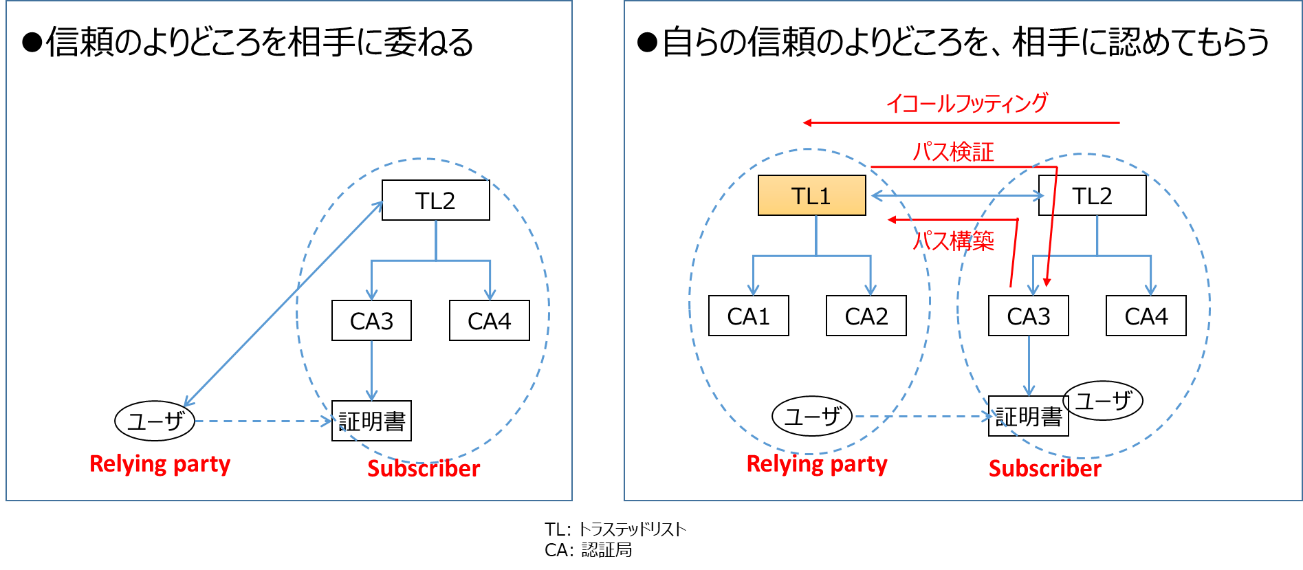 ●信頼のよりどころを相手に委ねる
TL2
CA3
CA4
ユーザ
証明書
Relying party
Subscriber
●自らの信頼のよりどころを、相手に認めてもらう
イコールフッティング
パス検証
TL1
TL2
パス構築
CA1
CA2
CA3
CA4
ユーザ
証明書
ユーザ
Relying party
Subscriber
TL: トラステッドリスト
CA: 認証局